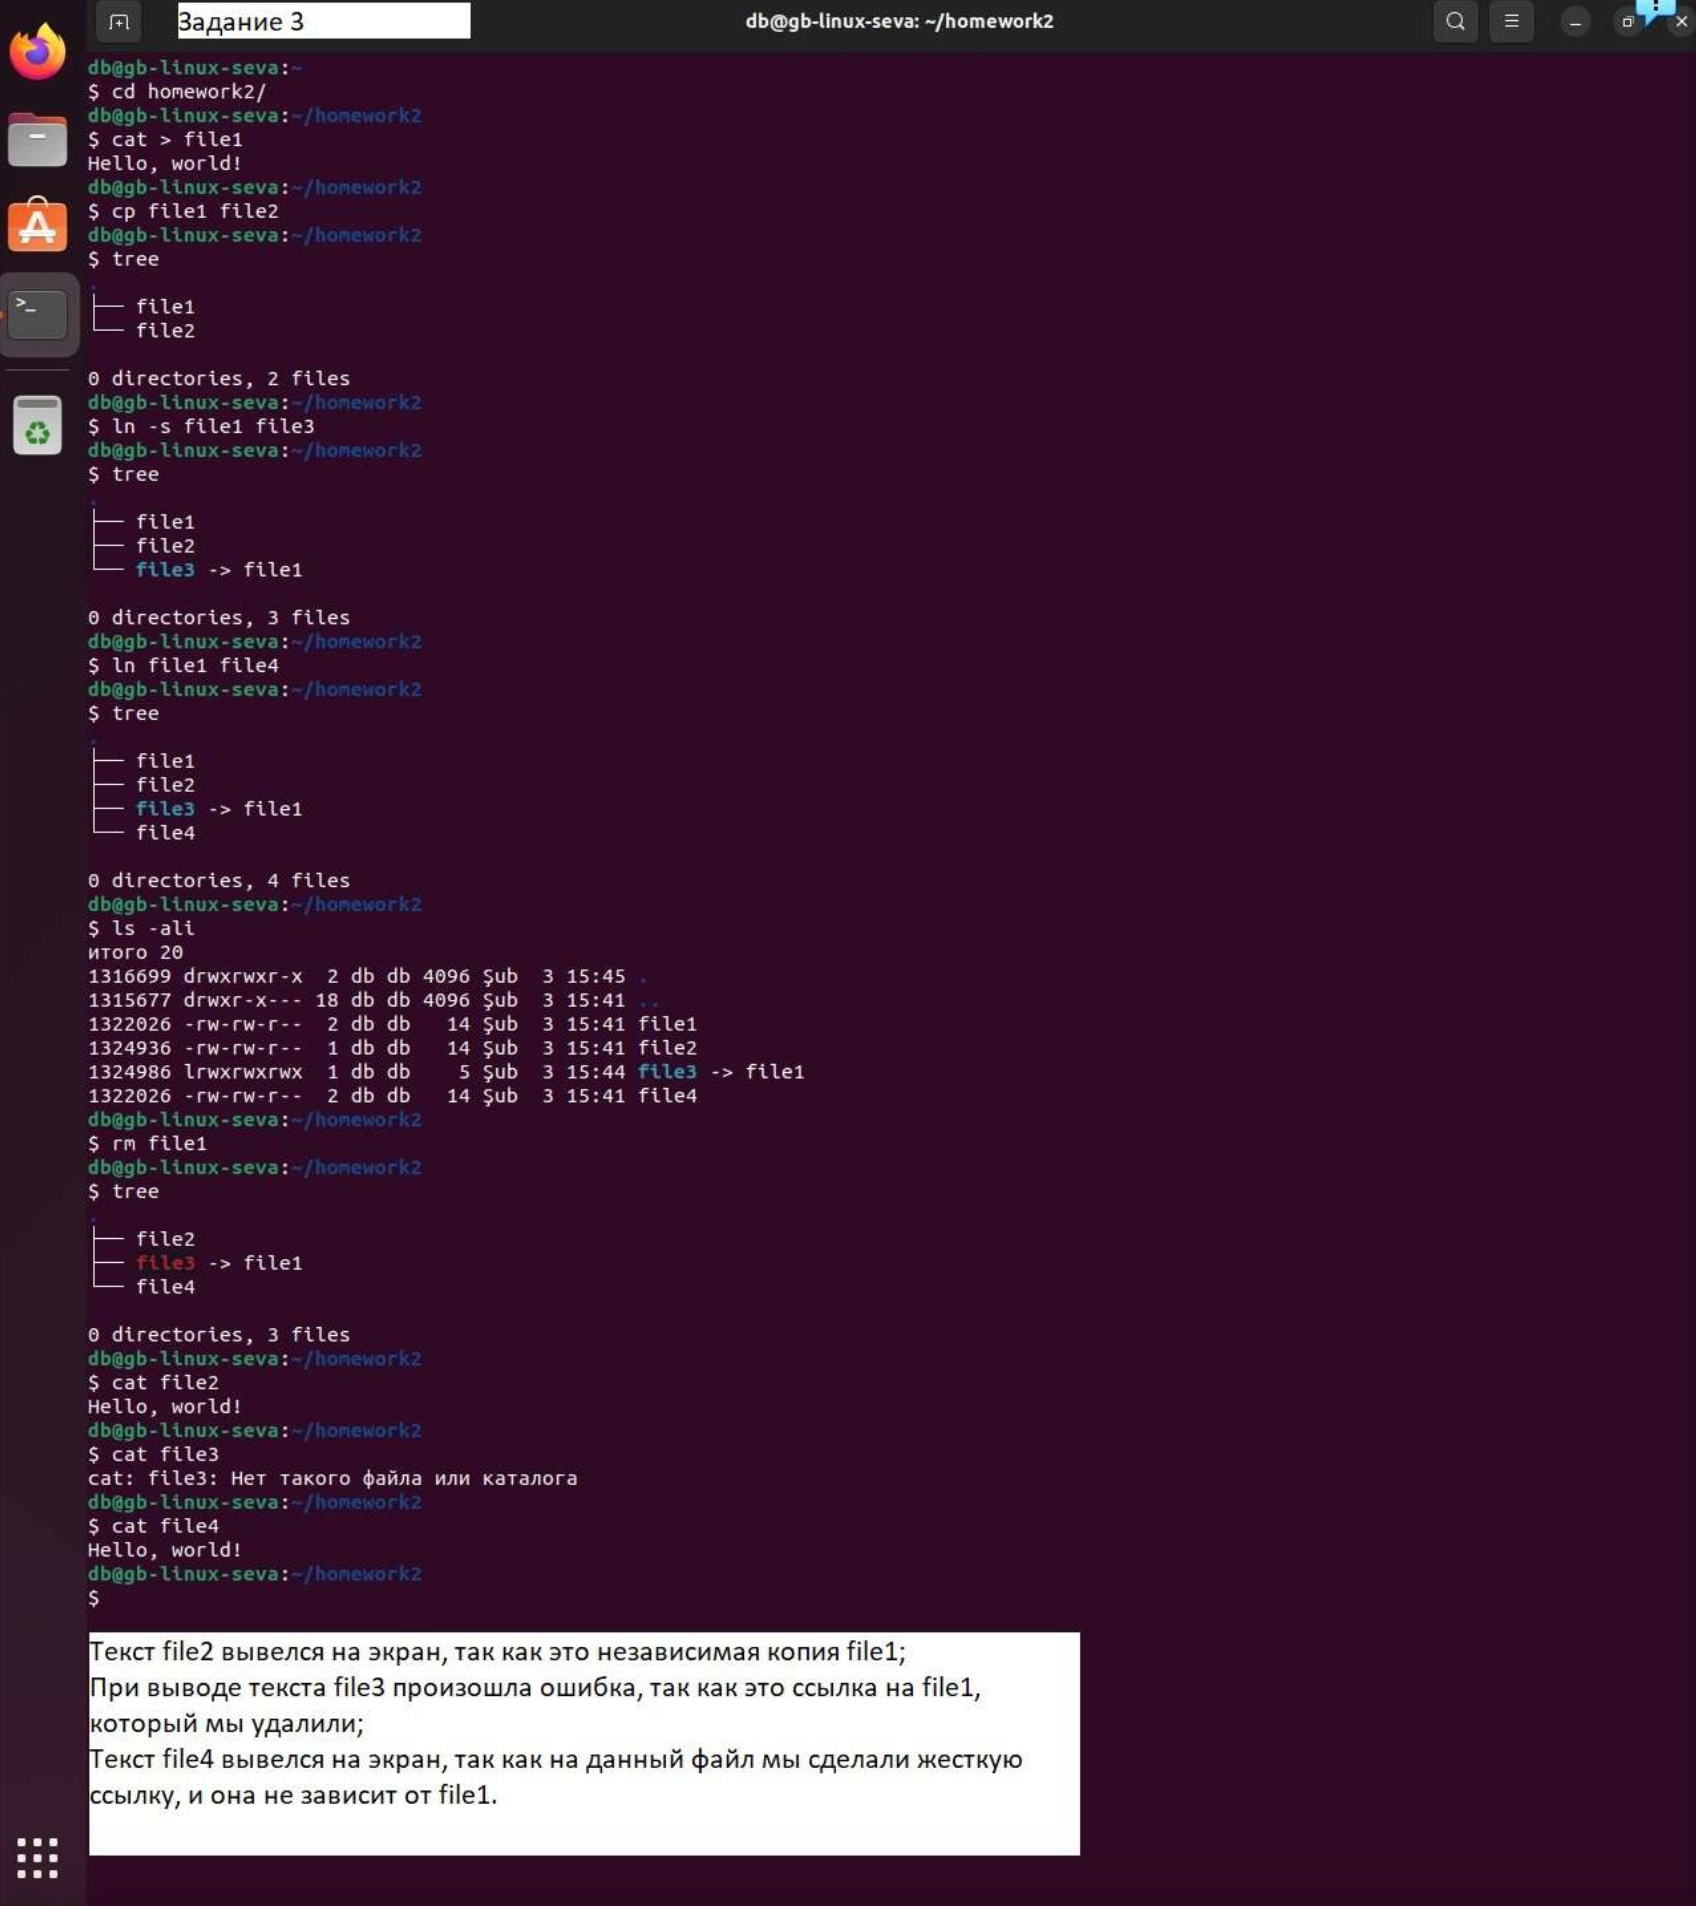 Задание 3
db@gb-linux-seva: ~/homework2
db@gb-linux-seva:~
$ cd homework2/
db@gb-linux-seva:~/homework2
$ cat > file1
Hello, world!
db@gb-linux-seva:~/homework2
$ cp file1 file2
db@gb-linux-seva:~/homework2
$ tree
.
├── file1
└── file2
0 directories, 2 files
db@gb-linux-seva:~/homework2
$ ln -s file1 file3
db@gb-linux-seva:~/homework2
$ tree
.
├── file1
├── file2
└── file3 -> file1
0 directories, 3 files
db@gb-linux-seva:~/homework2
$ ln file1 file4
db@gb-linux-seva:~/homework2
$ tree
.
├── file1
├── file2
├── file3 -> file1
└── file4
0 directories, 4 files
db@gb-linux-seva:~/homework2
$ ls -ali
итого 20
1316699 drwxrwxr-x  2 db db 4096 Şub  3 15:45 .
1315677 drwxr-x--- 18 db db 4096 Şub  3 15:41 ..
1322026 -rw-rw-r--  2 db db   14 Şub  3 15:41 file1
1324936 -rw-rw-r--  1 db db   14 Şub  3 15:41 file2
1324986 lrwxrwxrwx  1 db db    5 Şub  3 15:44 file3 -> file1
1322026 -rw-rw-r--  2 db db   14 Şub  3 15:41 file4
db@gb-linux-seva:~/homework2
$ rm file1
db@gb-linux-seva:~/homework2
$ tree
.
├── file2
├── file3 -> file1
└── file4
0 directories, 3 files
db@gb-linux-seva:~/homework2
$ cat file2
Hello, world!
db@gb-linux-seva:~/homework2
$ cat file3
cat: file3: Нет такого файла или каталога
db@gb-linux-seva:~/homework2
$ cat file4
Hello, world!
db@gb-linux-seva:~/homework2
$
Текст file2 вывелся на экран, так как это независимая копия file1;
При выводе текста file3 произошла ошибка, так как это ссылка на file1,
который мы удалили;
Текст file4 вывелся на экран, так как на данный файл мы сделали жесткую
ссылку, и она не зависит от file1.